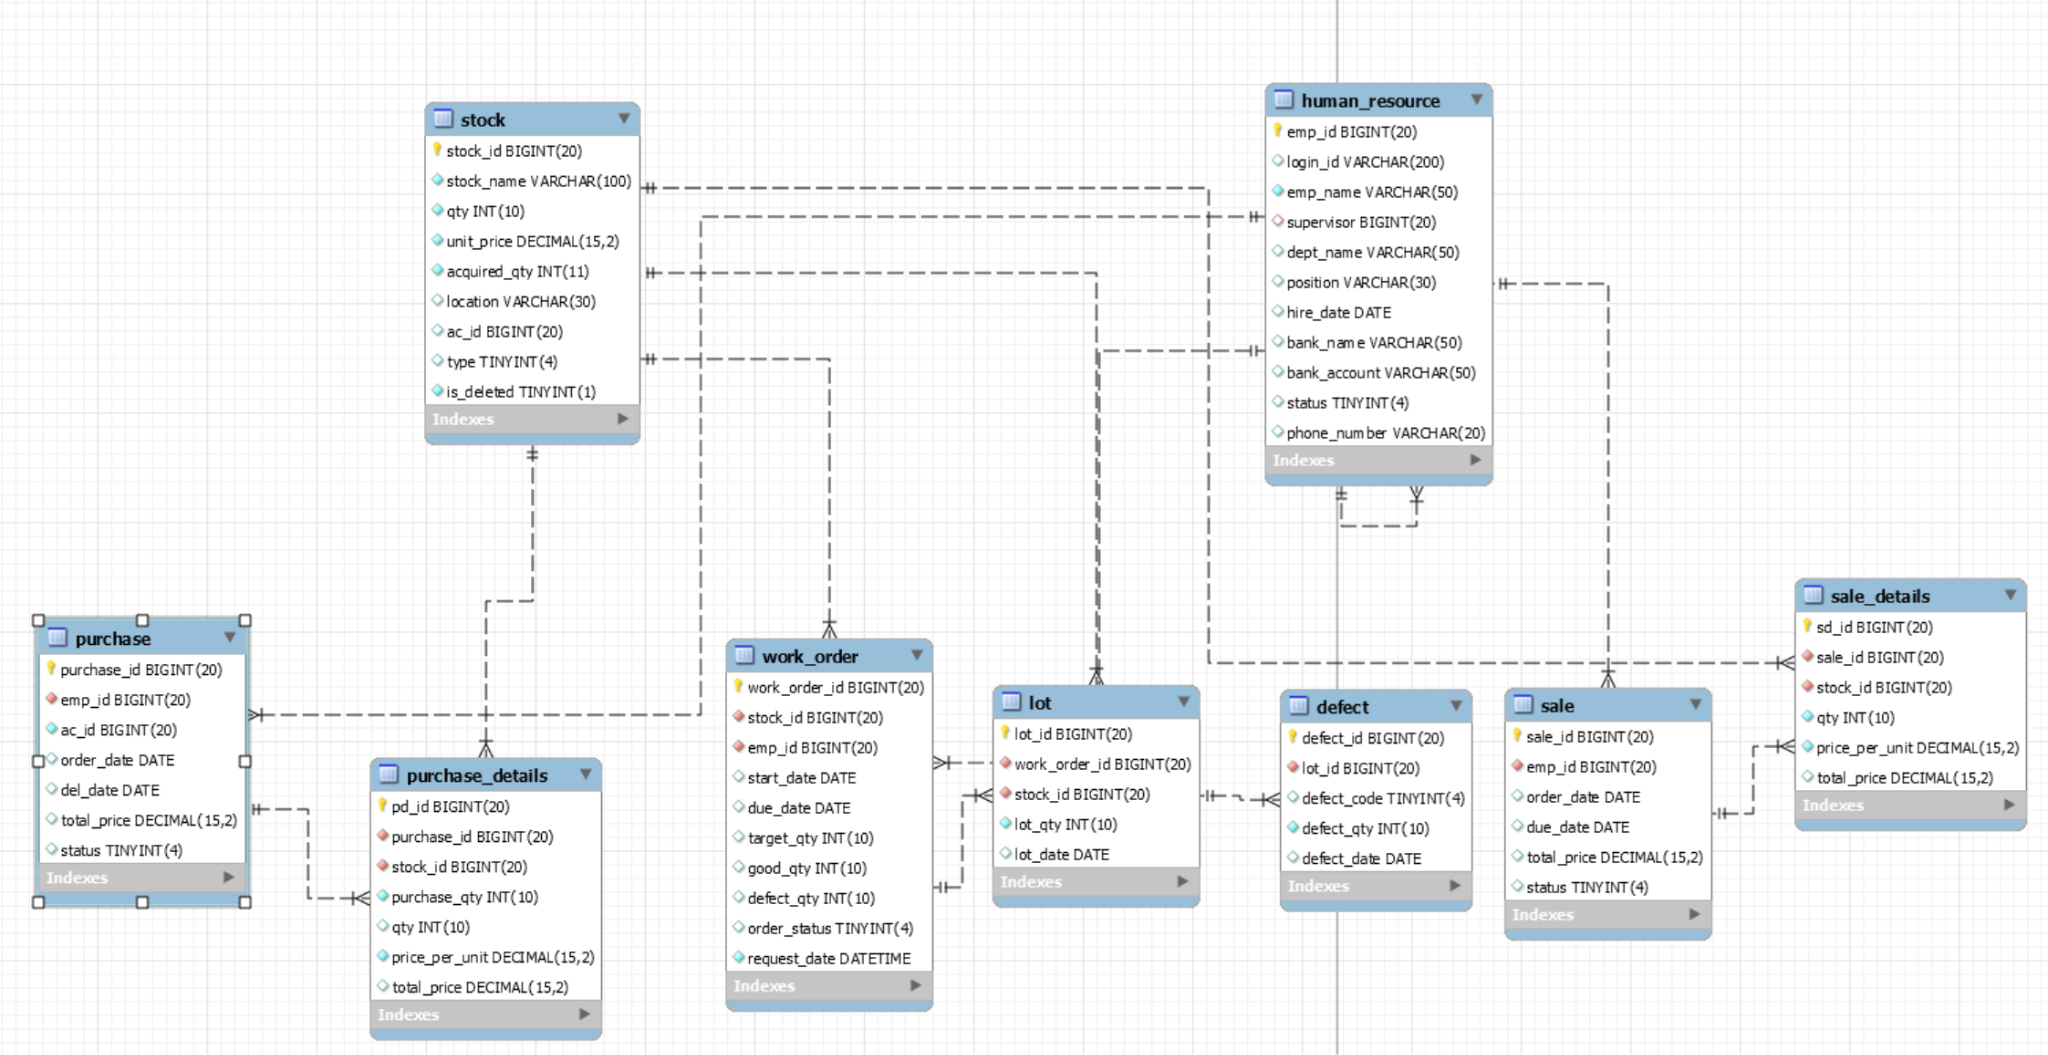 stock
stock_id BIGINT(20)
stock_name VARCHAR(100)
qty INT(10)
unit_price DECIMAL(15,2)
acquired_qty INT(11)
location VARCHAR(30)
ac_id BIGINT(20)
type TINYINT(4)
is_deleted TINYINT(1)
Indexes
human_resource
emp_id BIGINT(20)
login_id VARCHAR(200)
emp_name VARCHAR(50)
supervisor BIGINT(20)
dept_name VARCHAR(50)
position VARCHAR(30)
hire_date DATE
bank_name VARCHAR(50)
bank_account VARCHAR(50)
status TINYINT(4)
phone_number VARCHAR(20)
Indexes
purchase
purchase_id BIGINT(20)
emp_id BIGINT(20)
ac_id BIGINT(20)
order_date DATE
del_date DATE
total_price DECIMAL(15,2)
status TINYINT(4)
Indexes
purchase_details
pd_id BIGINT(20)
purchase_id BIGINT(20)
stock_id BIGINT(20)
purchase_qty INT(10)
qty INT(10)
price_per_unit DECIMAL(15,2)
total_price DECIMAL(15,2)
Indexes
work_order
work_order_id BIGINT(20)
stock_id BIGINT(20)
emp_id BIGINT(20)
start_date DATE
due_date DATE
target_qty INT(10)
good_qty INT(10)
defect_qty INT(10)
order_status TINYINT(4)
request_date DATETIME
Indexes
lot
lot_id BIGINT(20)
work_order_id BIGINT(20)
stock_id BIGINT(20)
lot_qty INT(10)
lot_date DATE
Indexes
defect
defect_id BIGINT(20)
lot_id BIGINT(20)
defect_code TINYINT(4)
defect_qty INT(10)
defect_date DATE
Indexes
sale
sale_id BIGINT(20)
emp_id BIGINT(20)
order_date DATE
due_date DATE
total_price DECIMAL(15,2)
status TINYINT(4)
Indexes
sale_details
sd_id BIGINT(20)
sale_id BIGINT(20)
stock_id BIGINT(20)
qty INT(10)
price_per_unit DECIMAL(15,2)
total_price DECIMAL(15,2)
Indexes